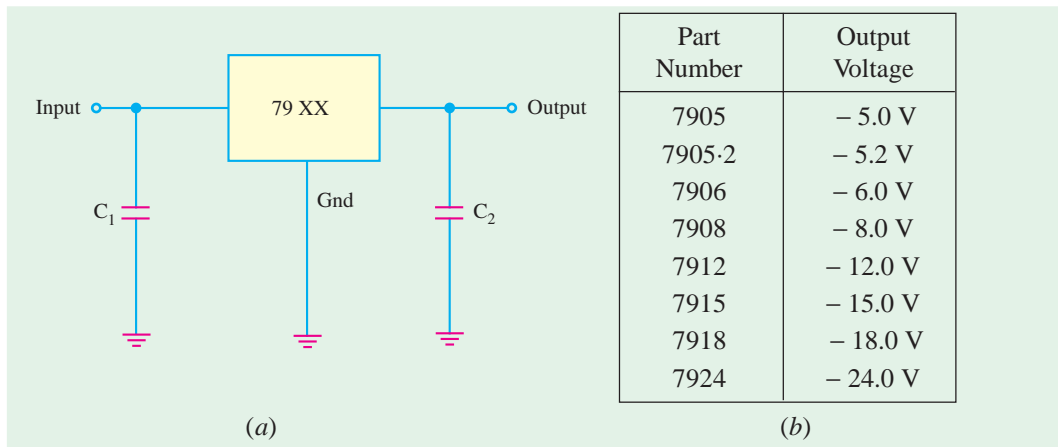 Input
79 XX
Output
Gnd
C1
C2
(a)
Part Number Output Voltage
7905 – 5.0 V
7905·2 – 5.2 V
7906 – 6.0 V
7908 – 8.0 V
7912 – 12.0 V
7915 – 15.0 V
7918 – 18.0 V
7924 – 24.0 V
(b)